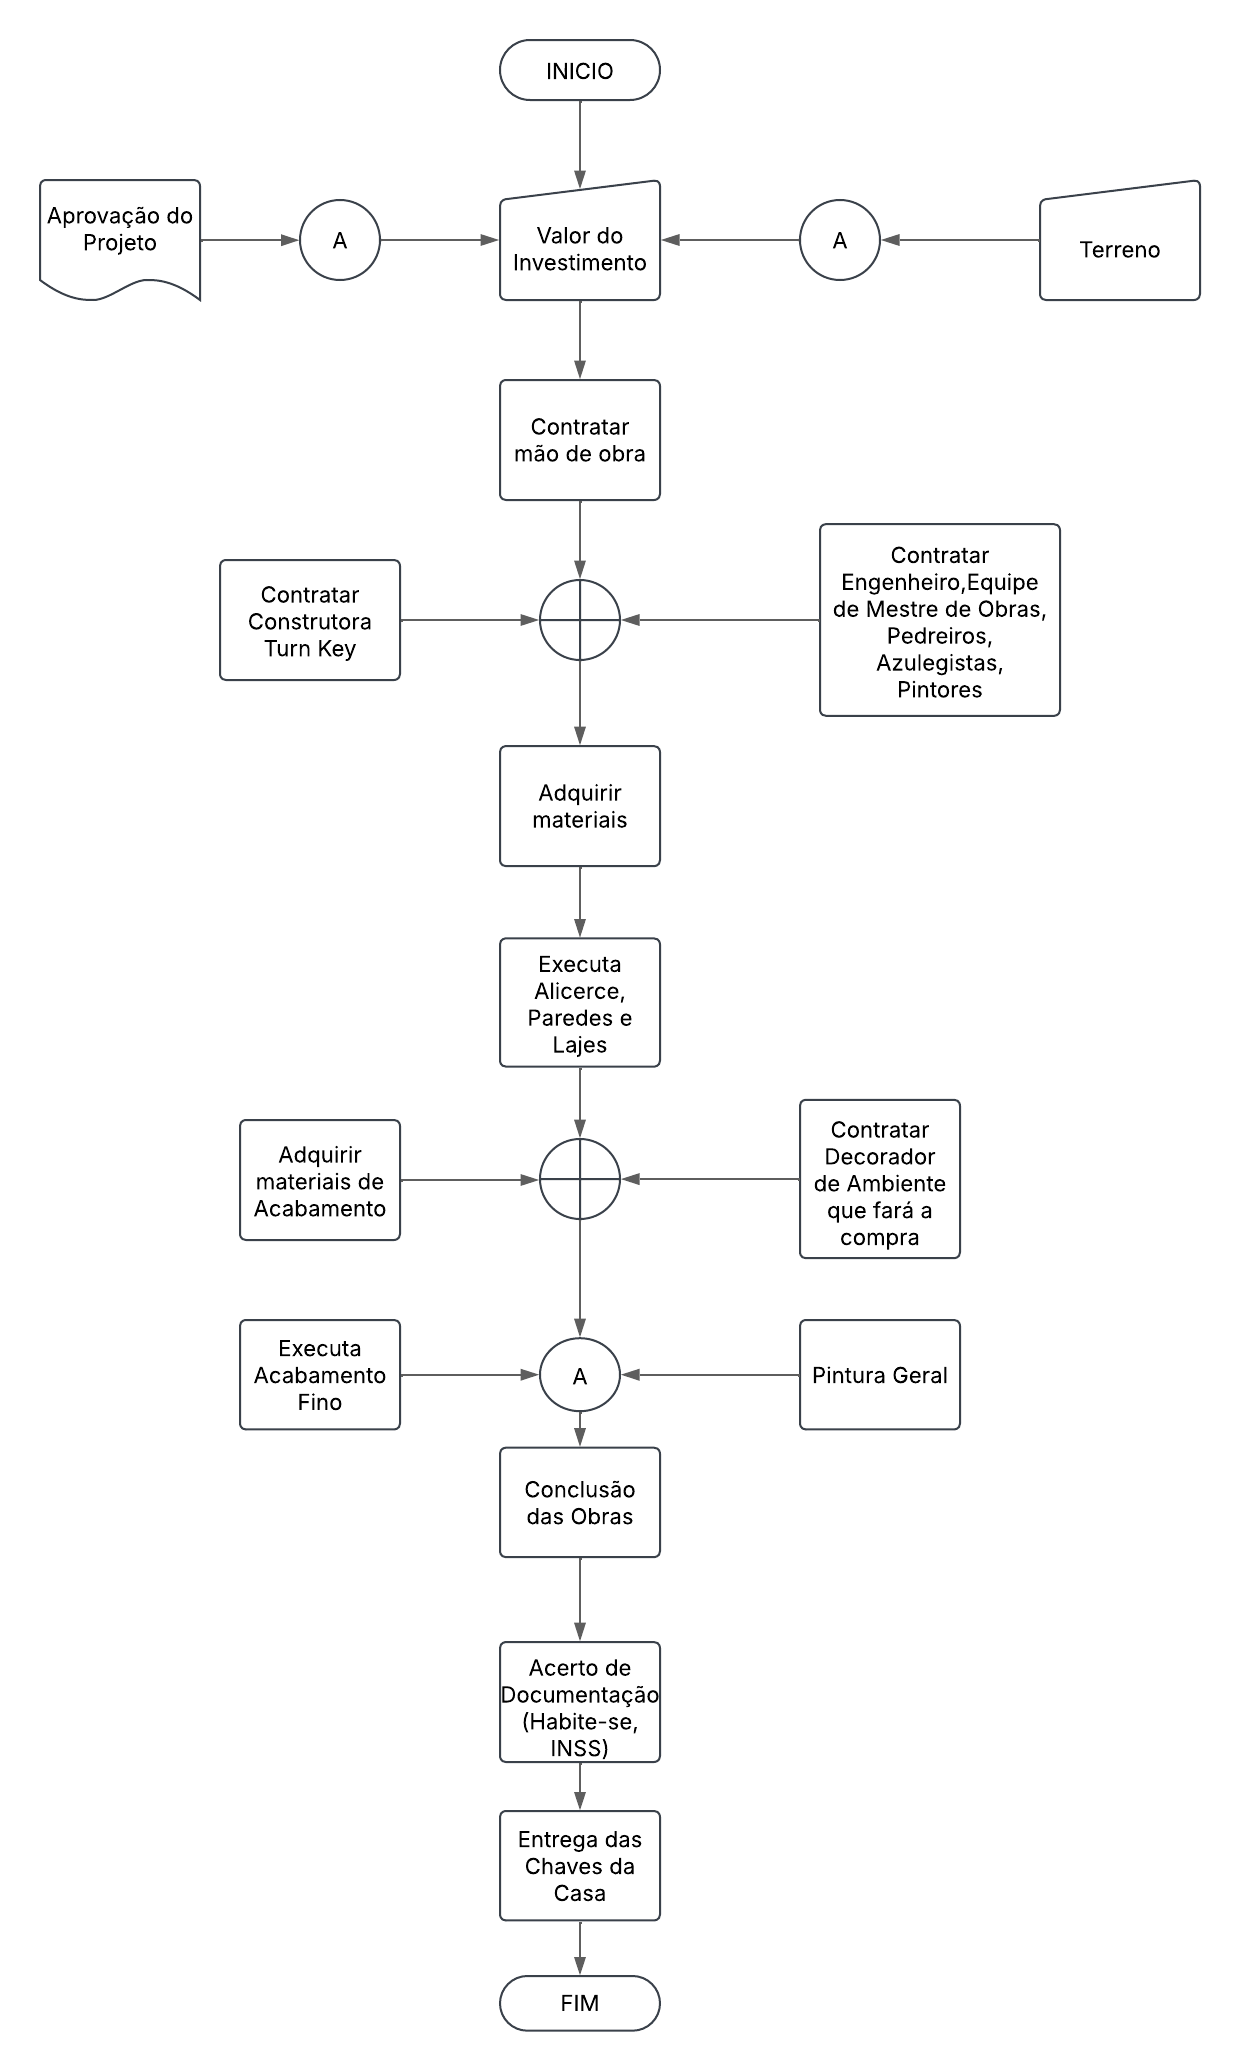 INICIO
Aprovação do
Projeto
A
Valor do
Investimento
A
Terreno
Contratar
mão de obra
Contratar
Construtora
Turn Key
Contratar
Engenheiro,Equipe
de Mestre de Obras,
Pedreiros,
Azulegistas,
Pintores
Adquirir
materiais
Executa
Alicerce,
Paredes e
Lajes
Adquirir
materiais de
Acabamento
Contratar
Decorador
de Ambiente
que fará a
compra
Executa
Acabamento
Fino
A
Pintura Geral
Conclusão
das Obras
Acerto de
Documentação
(Habite-se,
INSS)
Entrega das
Chaves da
Casa
FIM